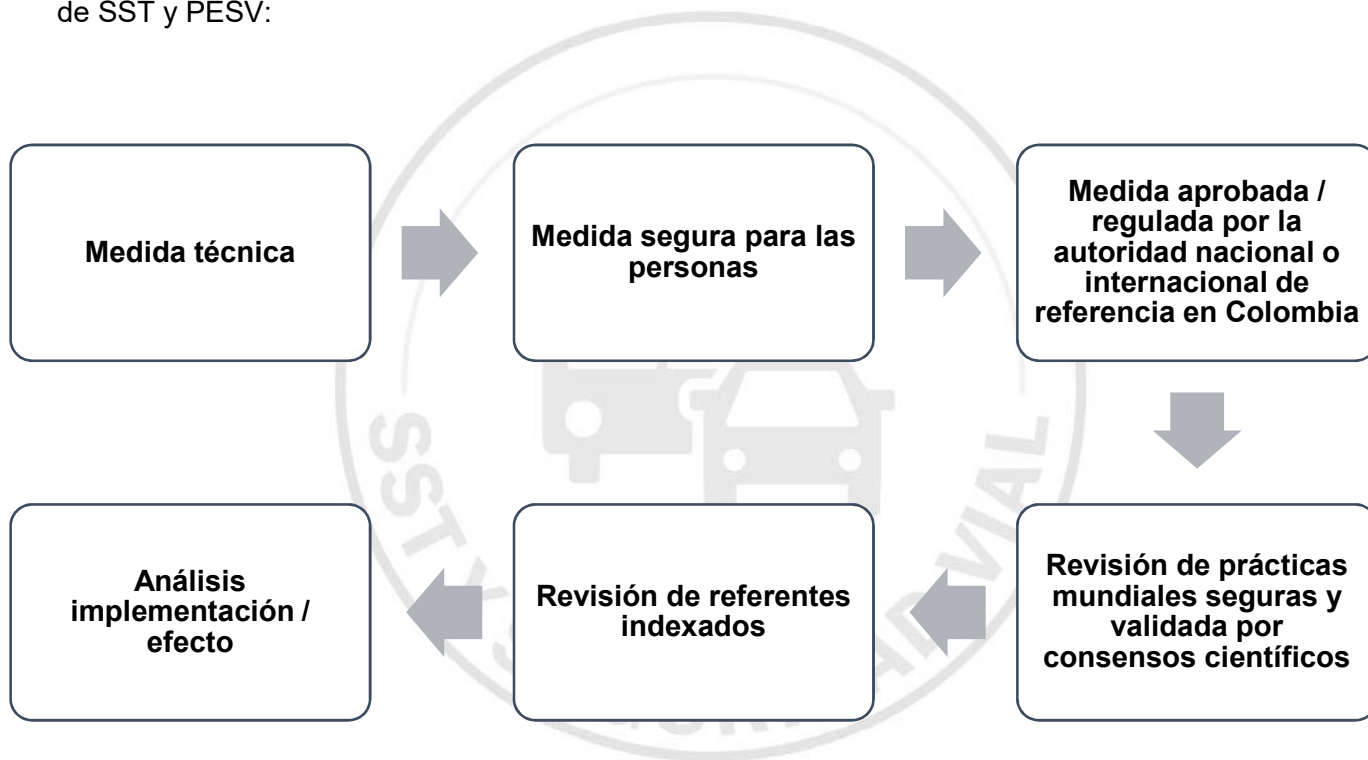 de SST y PESV:
Medida técnica
Medida segura para las
personas
Medida aprobada /
regulada por la
autoridad nacional o
internacional de
referencia en Colombia
Análisis
implementación /
efecto
Revisión de referentes
indexados
Revisión de prácticas
mundiales seguras y
validada por
consensos científicos